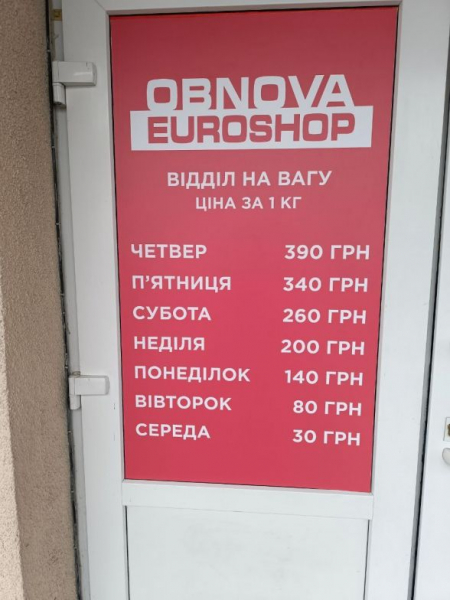 OBNOVA
EUROSHOP
ВІДДІЛ НА ВАГУ
ЦІНА ЗА 1 КГ
ЧЕТВЕР 390 ГРН
П'ЯТНИЦЯ 340 ГРН
СУБОТА 260 ГРН
НЕДІЛЯ 200 ГРН
ПОНЕДІЛОК 140 ГРН
ВІВТОРОК 80 ГРН
СЕРЕДА 30 ГРН